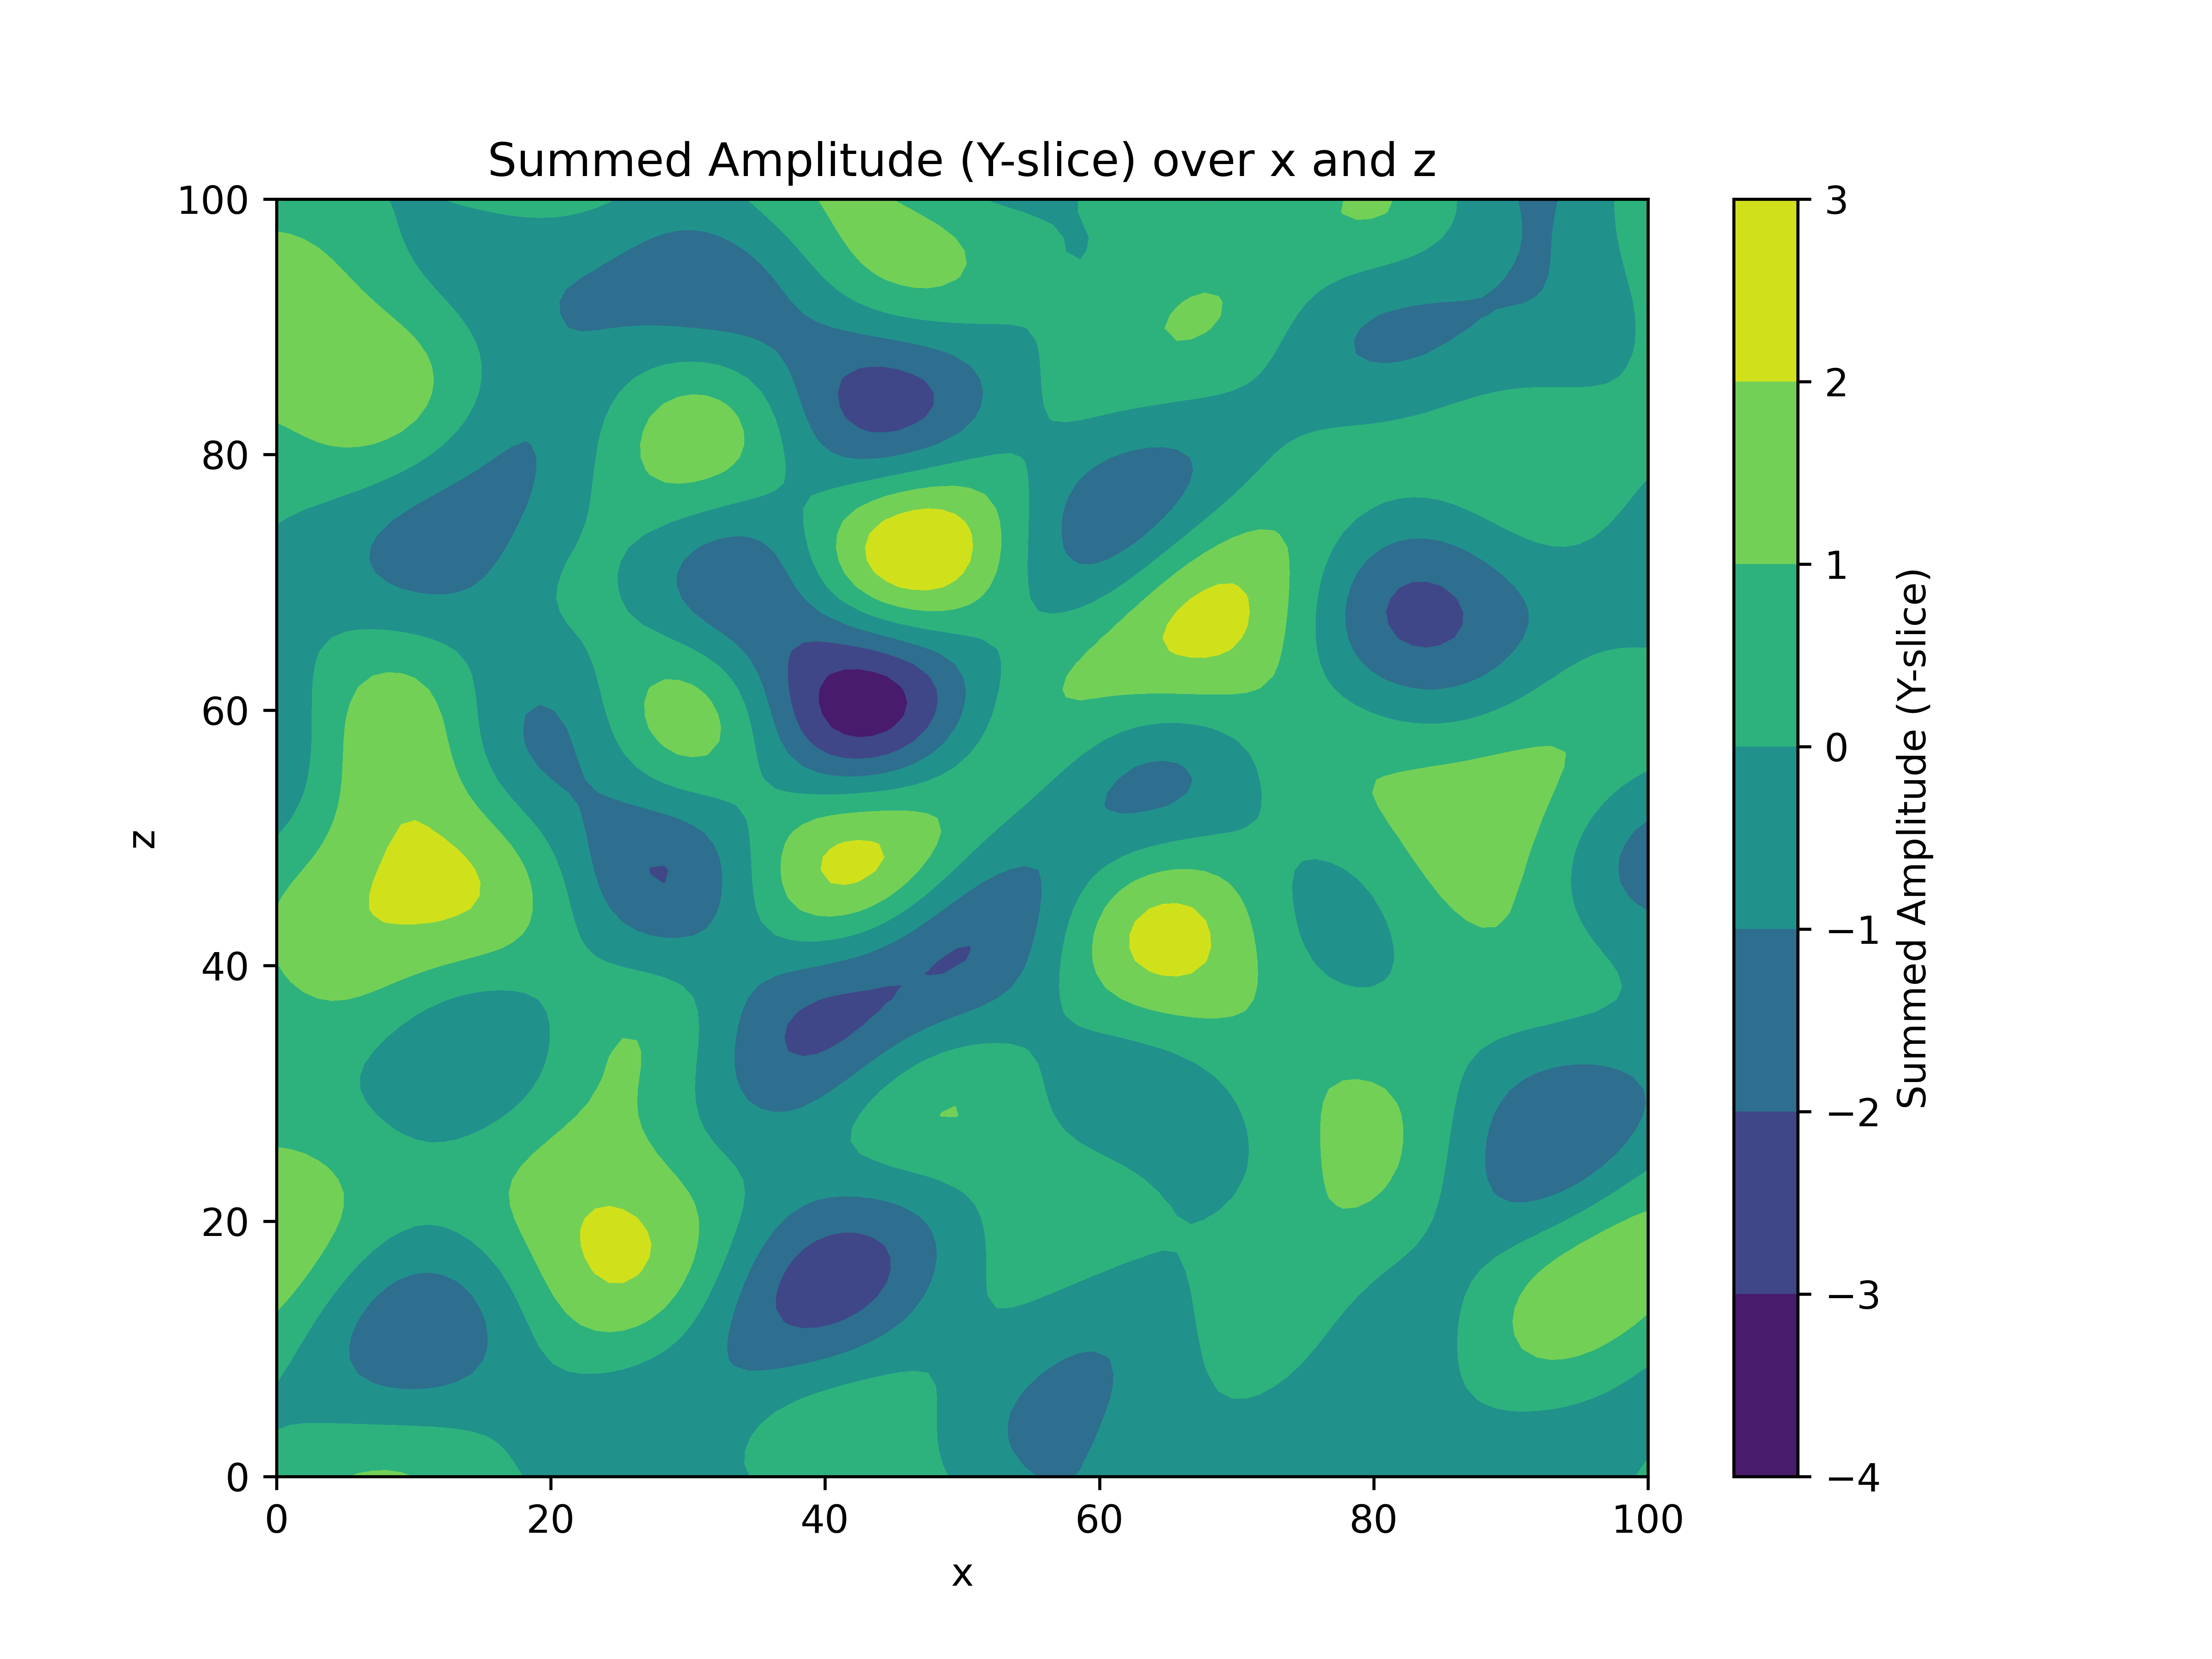 Summed Amplitude (Y-slice) over x and z
100
80
60
40
20
0
z
0 20 40 60 80 100
x
3
2
1
0
−1
−2
−3
−4
Summed Amplitude (Y-slice)